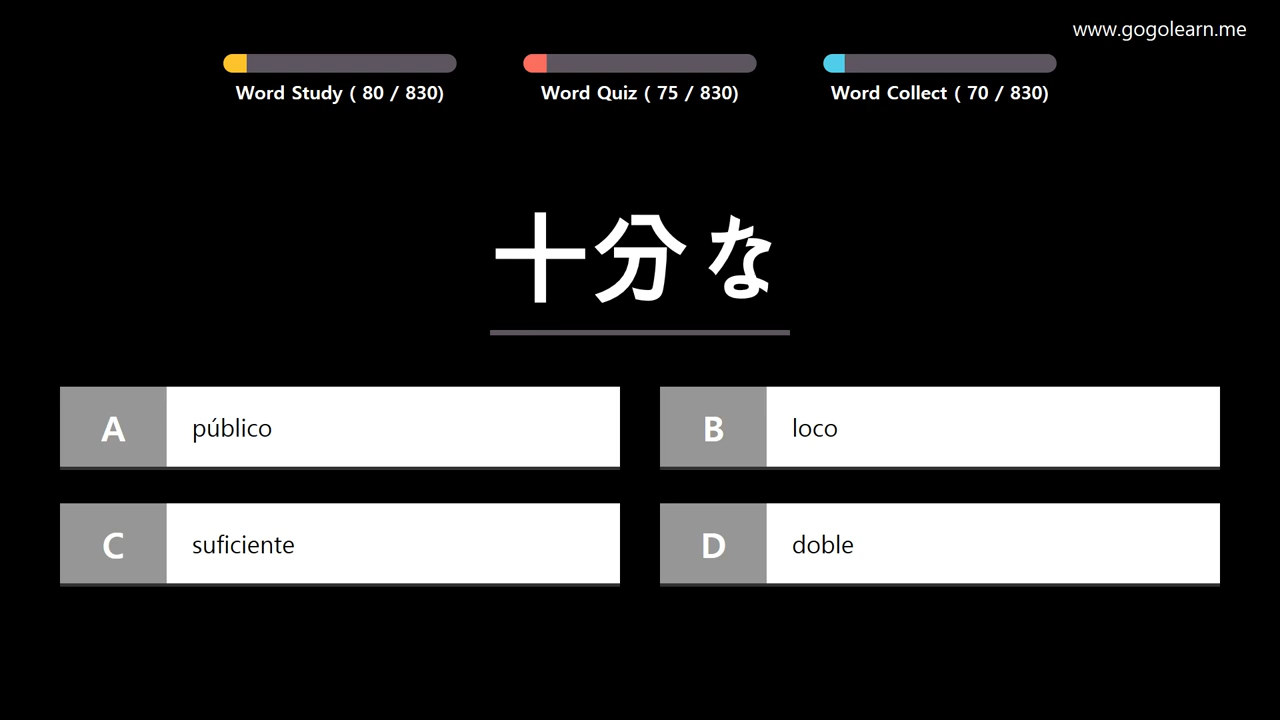 www.gogolearn.me
Word Study ( 80 / 830)
Word Quiz ( 75 / 830)
Word Collect ( 70 / 830)
十分な
A público
B loco
C suficiente
D doble